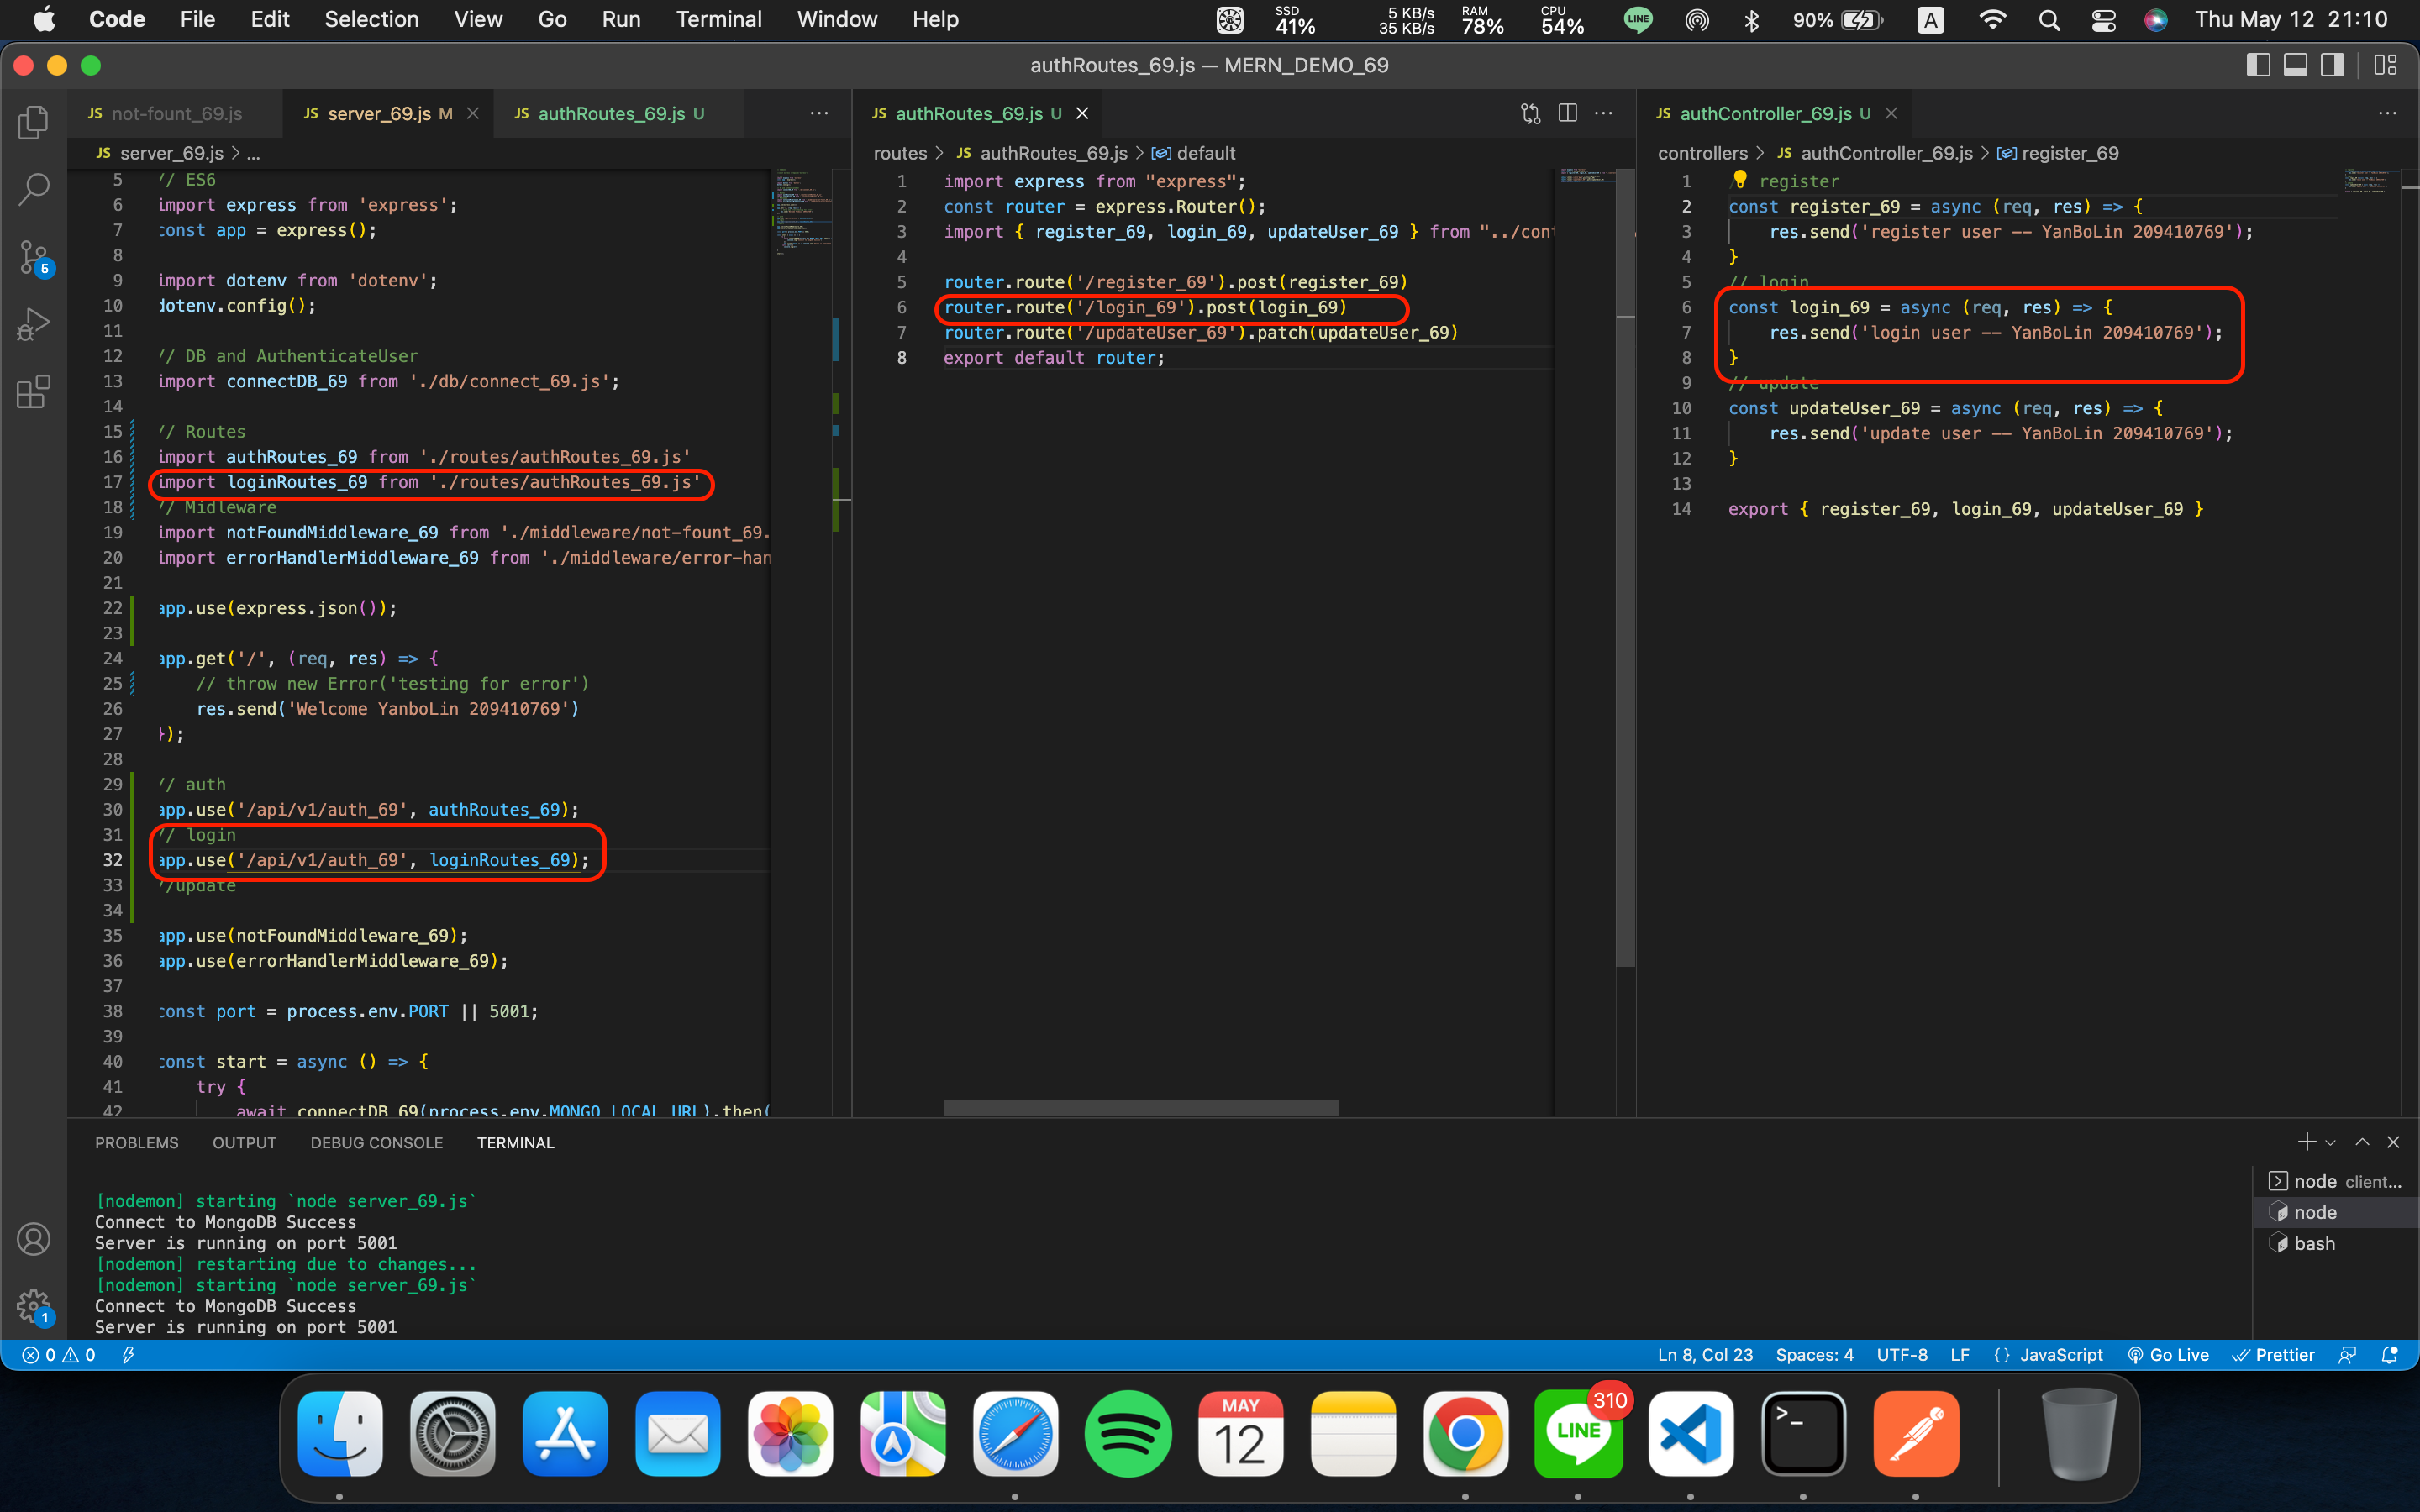 Code File Edit Selection View Go Run Terminal Window Help
SSD 41% 5 KB/s 35 KB/s RAM 78% CPU 54% LINE 90% A Thu May 12 21:10
authRoutes_69.js — MERN_DEMO_69
JS not-fount_69.js JS server_69.js M JS authRoutes_69.js U ...
JS server_69.js > ...
5 // ES6
6 import express from 'express';
7 const app = express();
8
9 import dotenv from 'dotenv';
10 dotenv.config();
11
12 // DB and AuthenticateUser
13 import connectDB_69 from './db/connect_69.js';
14
15 // Routes
16 import authRoutes_69 from './routes/authRoutes_69.js'
17 import loginRoutes_69 from './routes/authRoutes_69.js'
18 // Midleware
19 import notFoundMiddleware_69 from './middleware/not-fount_69.
20 import errorHandlerMiddleware_69 from './middleware/error-han
21
22 app.use(express.json());
23
24 app.get('/', (req, res) => {
25 // throw new Error('testing for error')
26 res.send('Welcome YanboLin 209410769')
27 });
28
29 // auth
30 app.use('/api/v1/auth_69', authRoutes_69);
31 // login
32 app.use('/api/v1/auth_69', loginRoutes_69);
33 //update
34
35 app.use(notFoundMiddleware_69);
36 app.use(errorHandlerMiddleware_69);
37
38 const port = process.env.PORT || 5001;
39
40 const start = async () => {
41 try {
42 await connectDB_69(process.env.MONGO_LOCAL_URL).then(
JS authRoutes_69.js U ...
routes > JS authRoutes_69.js > default
1 import express from "express";
2 const router = express.Router();
3 import { register_69, login_69, updateUser_69 } from "../con
4
5 router.route('/register_69').post(register_69)
6 router.route('/login_69').post(login_69)
7 router.route('/updateUser_69').patch(updateUser_69)
8 export default router;
JS authController_69.js U ...
controllers > JS authController_69.js > register_69
1 register
2 const register_69 = async (req, res) => {
3 res.send('register user -- YanBoLin 209410769');
4 }
5 // login
6 const login_69 = async (req, res) => {
7 res.send('login user -- YanBoLin 209410769');
8 }
9 // update
10 const updateUser_69 = async (req, res) => {
11 res.send('update user -- YanBoLin 209410769');
12 }
13
14 export { register_69, login_69, updateUser_69 }
5
1
PROBLEMS OUTPUT DEBUG CONSOLE TERMINAL
[nodemon] starting `node server_69.js`
Connect to MongoDB Success
Server is running on port 5001
[nodemon] restarting due to changes...
[nodemon] starting `node server_69.js`
Connect to MongoDB Success
Server is running on port 5001
node client...
node
bash
0 0 Ln 8, Col 23 Spaces: 4 UTF-8 LF {} JavaScript Go Live Prettier
MAY 12
310
LINE
>_